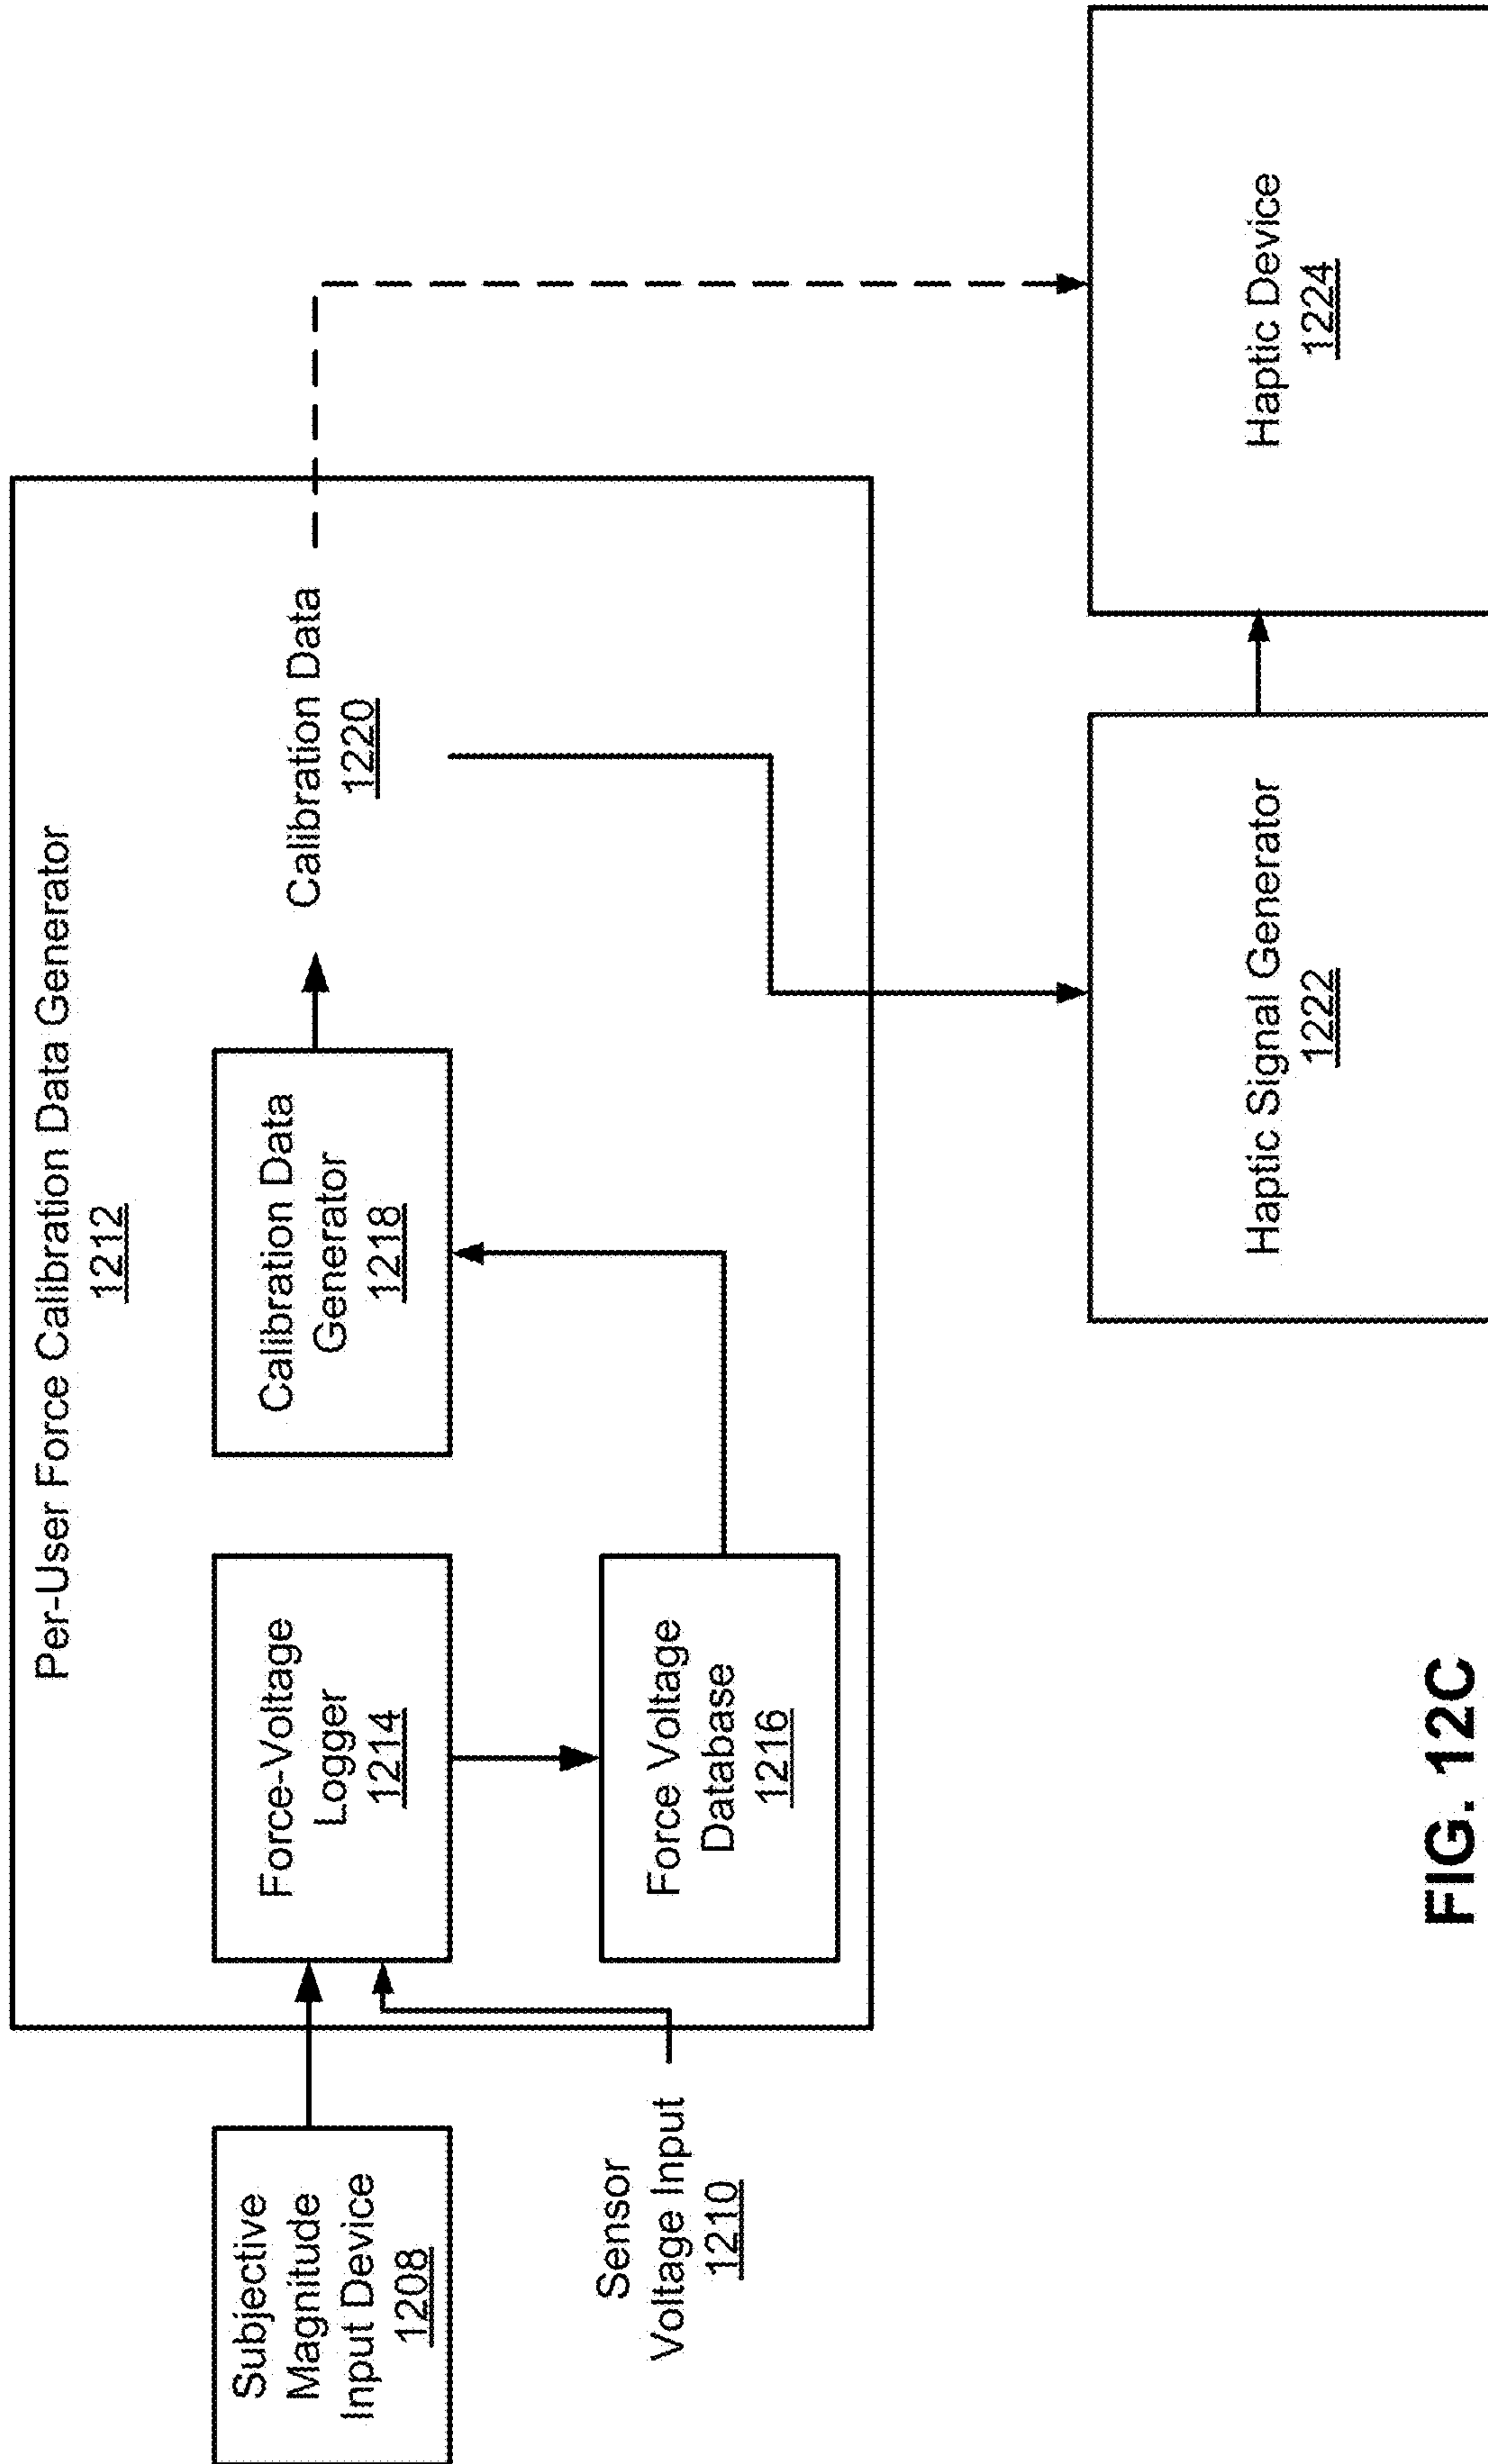 Per-User Force Calibration Data Generator
1212
Subjective
Magnitude
Input Device
1208
Force-Voltage
Logger
1214
Calibration Data
Generator
1218
Calibration Data
1220
Sensor
Voltage Input
1210
Force Voltage
Database
1216
Haptic Signal Generator
1222
Haptic Device
1224
FIG. 12C